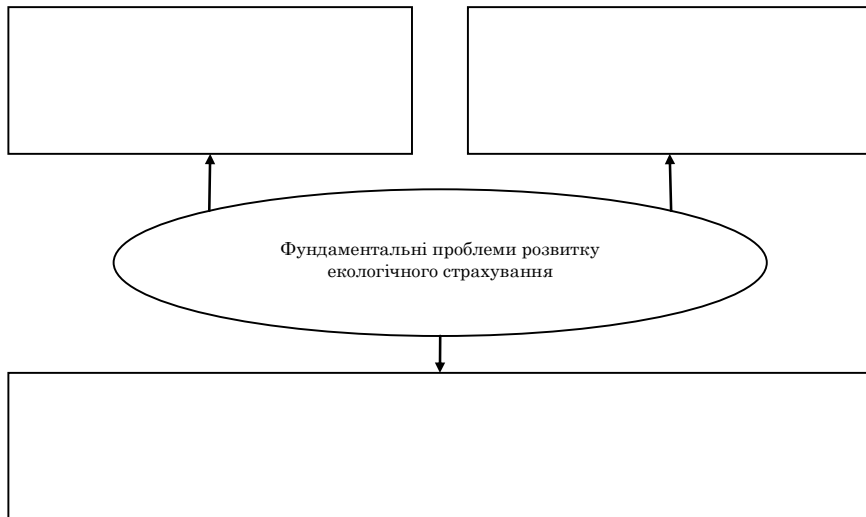 Фундаментальні проблеми розвитку
екологічного страхування